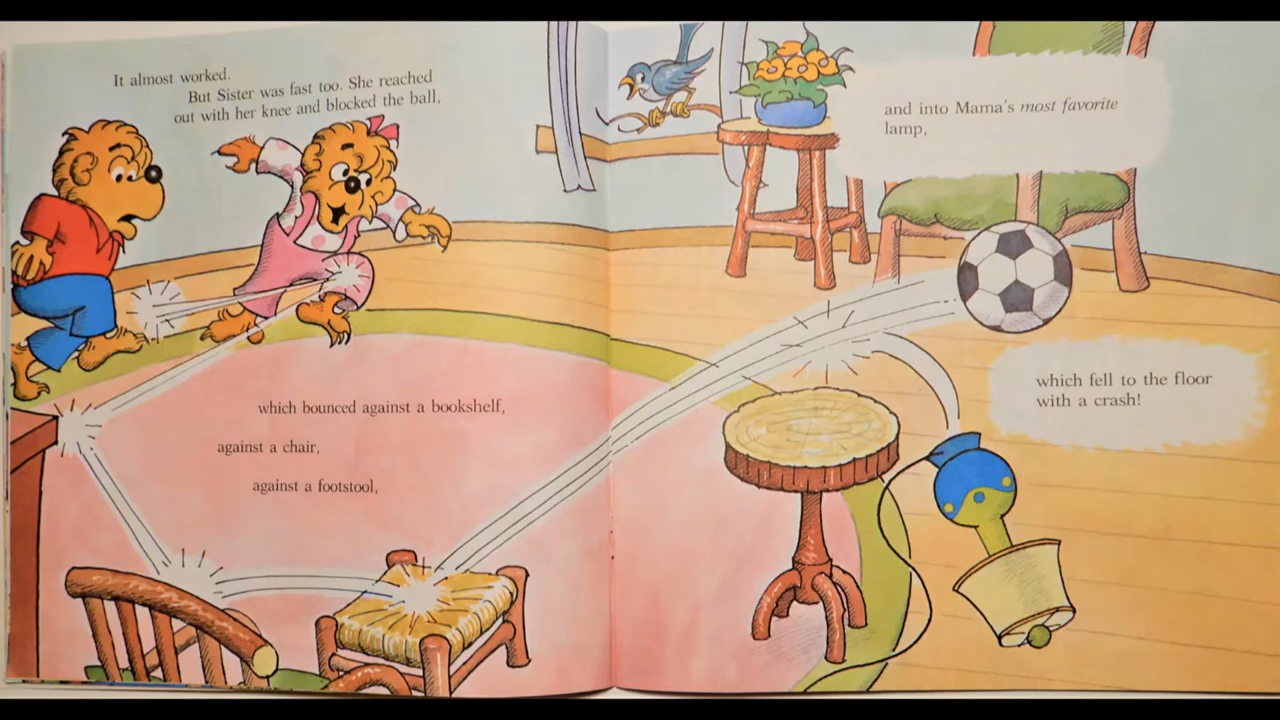 It almost worked.
But Sister was fast too. She reached
out with her knee and blocked the ball,
which bounced against a bookshelf,
against a chair,
against a footstool,
and into Mama's most favorite
lamp,
which fell to the floor
with a crash!